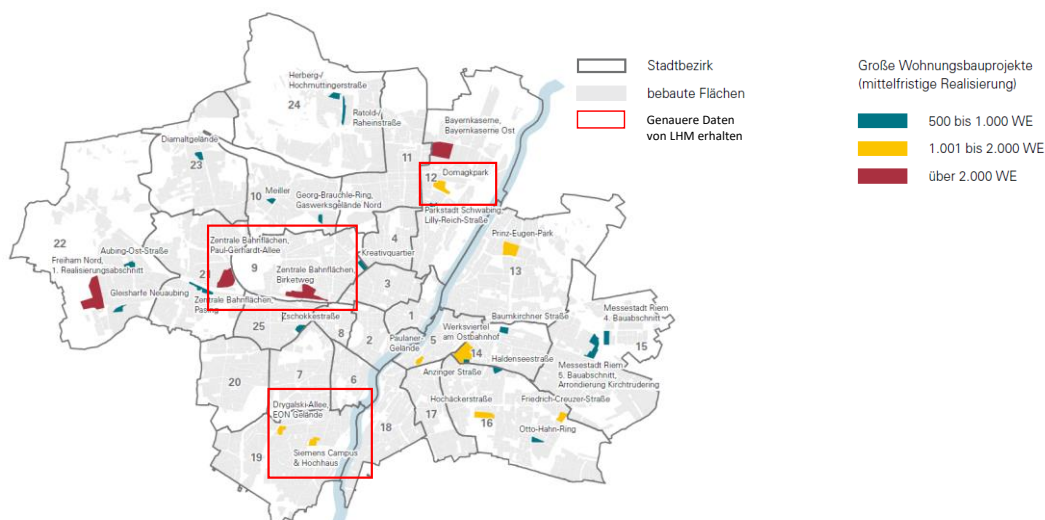 Herberg-/
Hochmuttingerstraße
24
Ratold-/
Raheinstraße
Diamaltgelände
23
Bayernkaserne,
Bayernkaserne Ost
11
12
Domagkpark
10
Meiller
Georg-Brauchle-Ring,
Gaswerksgelände Nord
Parkstadt Schwabing,
Lilly-Reich-Straße
22
Aubing-Ost-Straße
Freiham Nord,
1. Realisierungsabschnitt
Gleisharfe Neuaubing
Zentrale Bahnflächen,
Paul-Gerhardt-Allee
21
9
Zentrale Bahnflächen,
Birketweg
Zentrale Bahnflächen,
Pasing
4
Kreativquartier
3
Prinz-Eugen-Park
13
25
Zschokkestraße
8
2
1
Paulaner-
Gelände
5
Werksviertel
am Ostbahnhof
14
Baumkirchner Straße
Messestadt Riem
4. Bauabschnitt
15
Anzinger Straße
Haldenseestraße
Messestadt Riem
5. Bauabschnitt,
Arrondierung Kirchtrudering
20
7
6
Drygalski-Allee,
EON Gelände
Hochäckerstraße
Friedrich-Creuzer-Straße
17
16
18
Otto-Hahn-Ring
19
Siemens Campus
& Hochhaus
Stadtbezirk
bebaute Flächen
Genauere Daten
von LHM erhalten
Große Wohnungsbauprojekte
(mittelfristige Realisierung)
500 bis 1.000 WE
1.001 bis 2.000 WE
über 2.000 WE